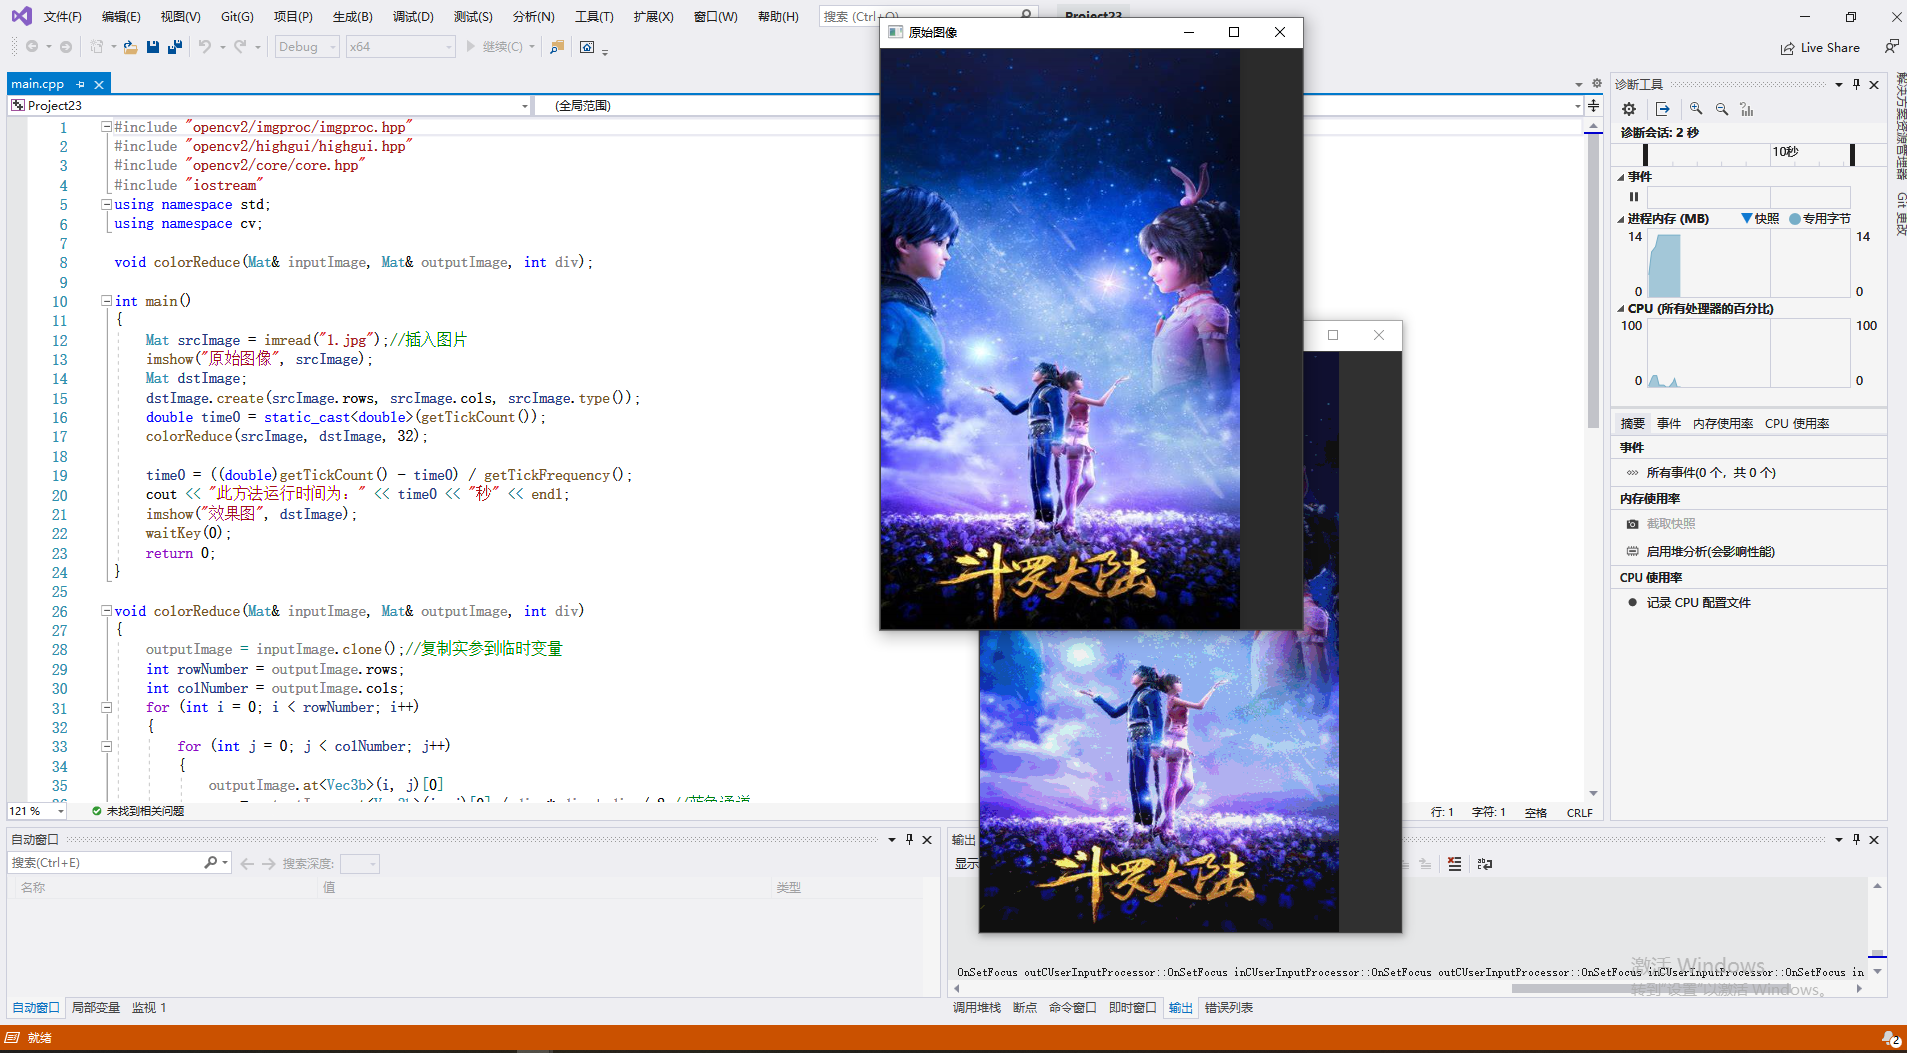 文件(F) 编辑(E) 视图(V) Git(G) 项目(P) 生成(B) 调试(D) 测试(S) 分析(N) 工具(T) 扩展(X) 窗口(W) 帮助(H) 搜索 (Ctrl+Q) Project23
Debug x64 继续(C) Live Share
原始图像
main.cpp
Project23 (全局范围)
1 #include "opencv2/imgproc/imgproc.hpp"
2 #include "opencv2/highgui/highgui.hpp"
3 #include "opencv2/core/core.hpp"
4 #include "iostream"
5 using namespace std;
6 using namespace cv;
7
8 void colorReduce(Mat& inputImage, Mat& outputImage, int div);
9
10 int main()
11 {
12 Mat srcImage = imread("1.jpg");//插入图片
13 imshow("原始图像", srcImage);
14 Mat dstImage;
15 dstImage.create(srcImage.rows, srcImage.cols, srcImage.type());
16 double time0 = static_cast<double>(getTickCount());
17 colorReduce(srcImage, dstImage, 32);
18
19 time0 = ((double)getTickCount() - time0) / getTickFrequency();
20 cout << "此方法运行时间为：" << time0 << "秒" << endl;
21 imshow("效果图", dstImage);
22 waitKey(0);
23 return 0;
24 }
25
26 void colorReduce(Mat& inputImage, Mat& outputImage, int div)
27 {
28 outputImage = inputImage.clone();//复制实参到临时变量
29 int rowNumber = outputImage.rows;
30 int colNumber = outputImage.cols;
31 for (int i = 0; i < rowNumber; i++)
32 {
33 for (int j = 0; j < colNumber; j++)
34 {
35 outputImage.at<Vec3b>(i, j)[0]
121 % 未找到相关问题 行: 1 字符: 1 空格 CRLF
斗罗大陆
斗罗大陆
诊断工具
诊断会话: 2 秒
10秒
事件
进程内存 (MB) 快照 专用字节
14 14
0 0
CPU (所有处理器的百分比)
100 100
0 0
摘要 事件 内存使用率 CPU 使用率
事件
所有事件(0 个，共 0 个)
内存使用率
截取快照
启用堆分析(会影响性能)
CPU 使用率
记录 CPU 配置文件
解决方案资源管理器
Git 更改
自动窗口
搜索(Ctrl+E) 搜索深度:
名称 值 类型
自动窗口 局部变量 监视 1
输出
显示
OnSetFocus outCUserInputProcessor::OnSetFocus inCUserInputProcessor::OnSetFocus outCUserInputProcessor::OnSetFocus inCUserInputProcessor::OnSetFocus in
激活 Windows
转到"设置"以激活 Windows。
调用堆栈 断点 命令窗口 即时窗口 输出 错误列表
就绪
2